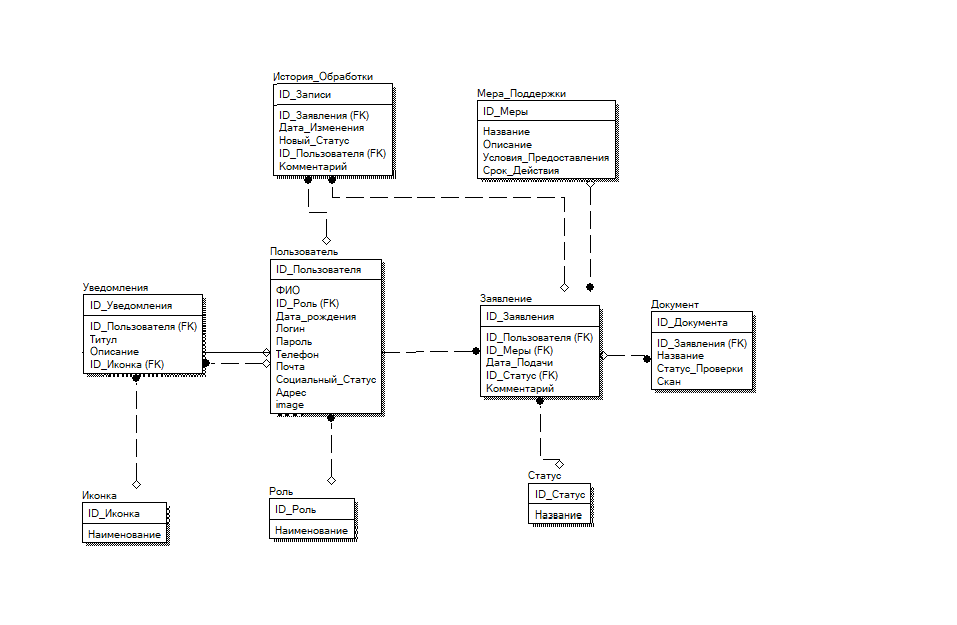 История_Обработки
ID_Записи
ID_Заявления (FK)
Дата_Изменения
Новый_Статус
ID_Пользователя (FK)
Комментарий
Мера_Поддержки
ID_Меры
Название
Описание
Условия_Предоставления
Срок_Действия
Пользователь
ID_Пользователя
ФИО
ID_Роль (FK)
Дата_рождения
Логин
Пароль
Телефон
Почта
Социальный_Статус
Адрес
image
Уведомления
ID_Уведомления
ID_Пользователя (FK)
Титул
Описание
ID_Иконка (FK)
Заявление
ID_Заявления
ID_Пользователя (FK)
ID_Меры (FK)
Дата_Подачи
ID_Статус (FK)
Комментарий
Документ
ID_Документа
ID_Заявления (FK)
Название
Статус_Проверки
Скан
Иконка
ID_Иконка
Наименование
Роль
ID_Роль
Наименование
Статус
ID_Статус
Название